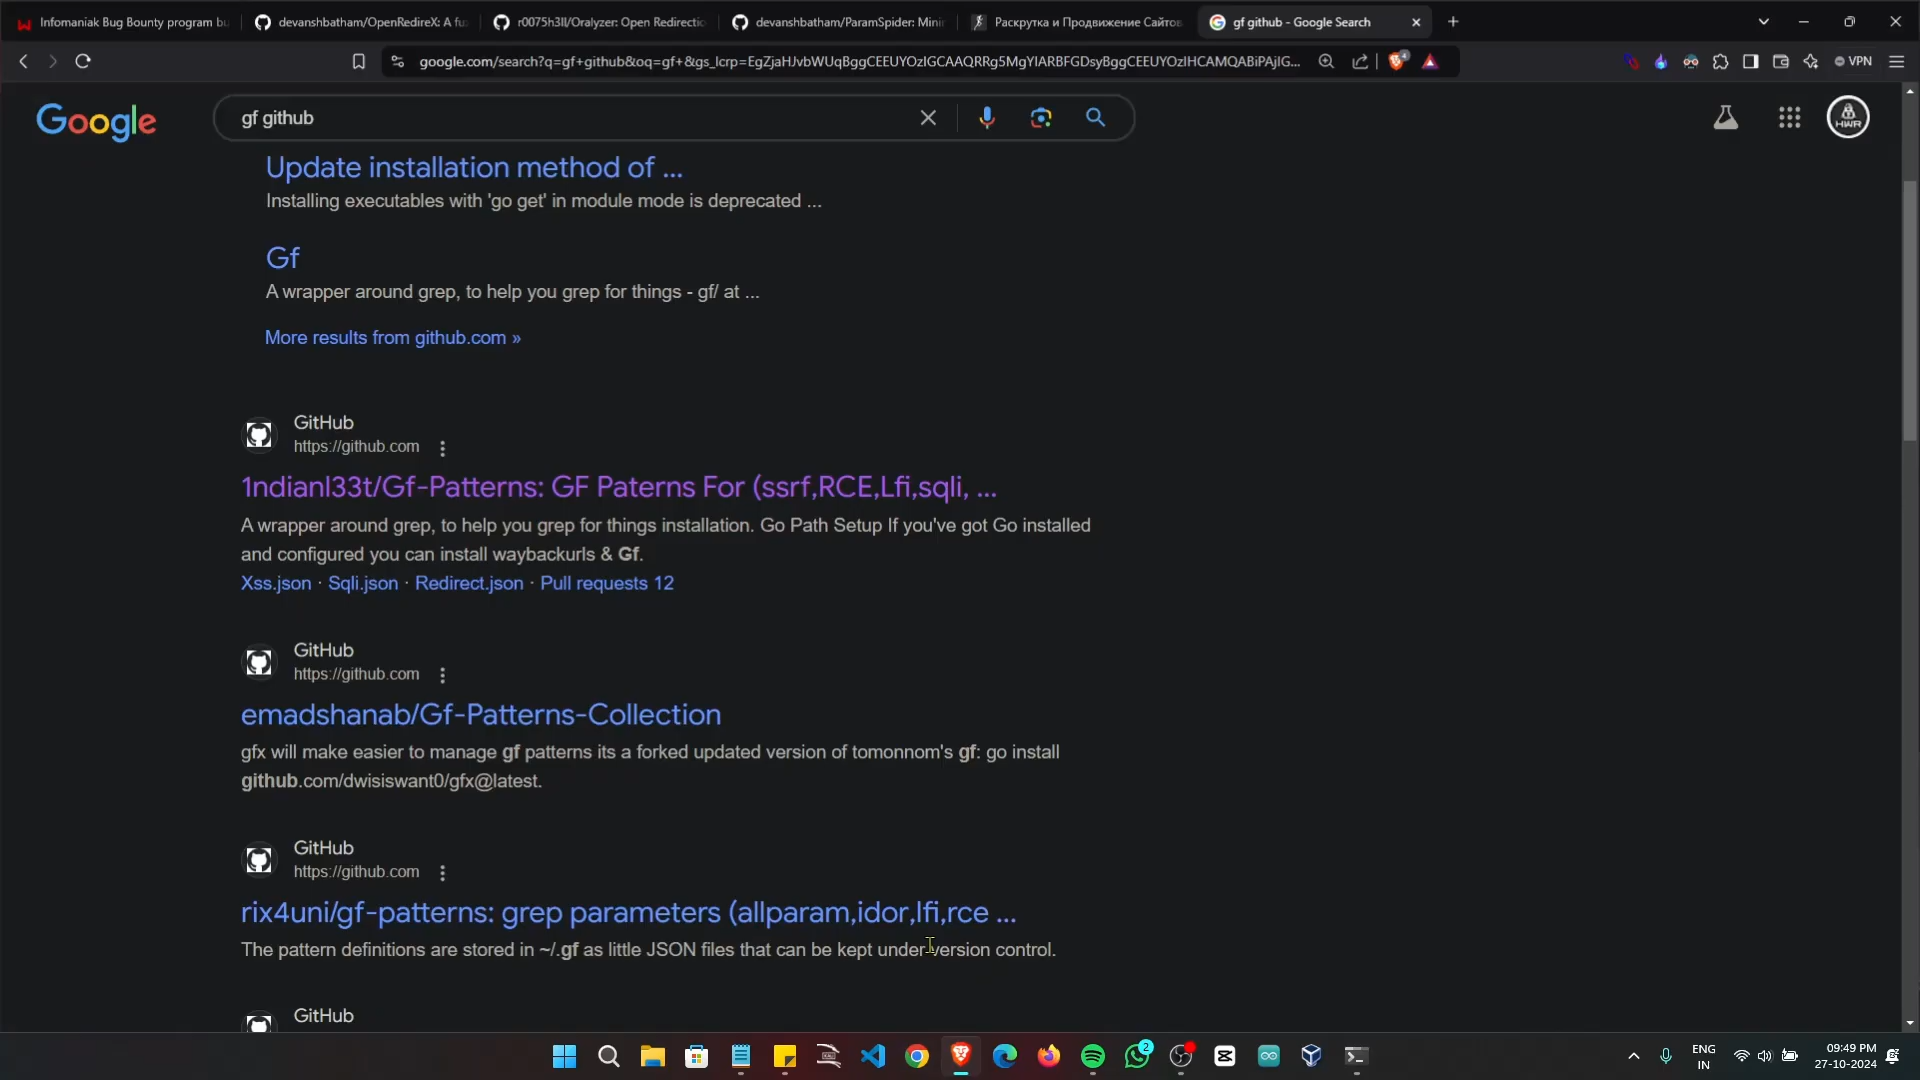 Infomaniak Bug Bounty program bu
devanshbatham/OpenRedireX: A fu
r0075h3ll/Oralyzer: Open Redirectio
devanshbatham/ParamSpider: Minin
Раскрутка и Продвижение Сайтов
gf github - Google Search
google.com/search?q=gf+github&oq=gf+&gs_lcrp=EgZjaHJvbWUqBggCEEUYOzIGCAAQRRg5MgYIARBFGDsyBggCEEUYOzIHCAMQABiPAjIG...
VPN
Google
gf github
HWR
Update installation method of ...
Installing executables with 'go get' in module mode is deprecated ...
Gf
A wrapper around grep, to help you grep for things - gf/ at ...
More results from github.com »
GitHub
https://github.com
1ndianl33t/Gf-Patterns: GF Paterns For (ssrf,RCE,Lfi,sqli, ...
A wrapper around grep, to help you grep for things installation. Go Path Setup If you've got Go installed
and configured you can install waybackurls & Gf.
Xss.json · Sqli.json · Redirect.json · Pull requests 12
GitHub
https://github.com
emadshanab/Gf-Patterns-Collection
gfx will make easier to manage gf patterns its a forked updated version of tomonnom's gf: go install
github.com/dwisiswant0/gfx@latest.
GitHub
https://github.com
rix4uni/gf-patterns: grep parameters (allparam,idor,lfi,rce ...
The pattern definitions are stored in ~/.gf as little JSON files that can be kept under version control.
GitHub
2
ENG
IN
09:49 PM
27-10-2024